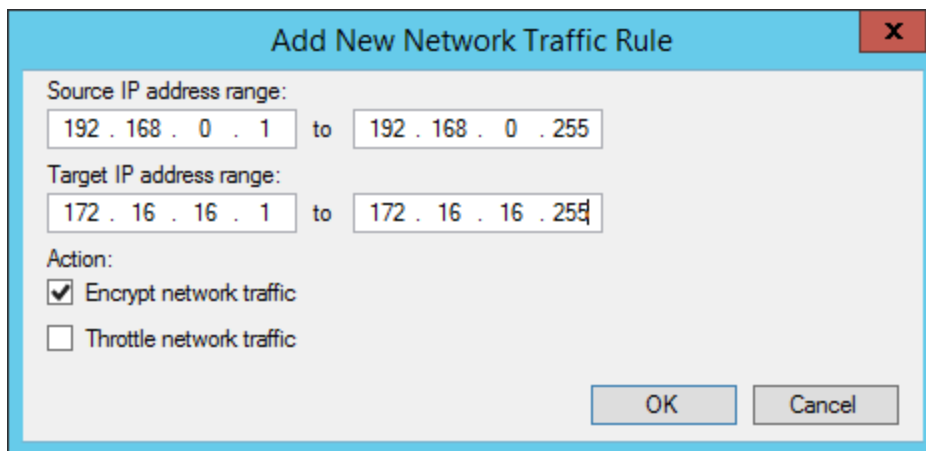 Add New Network Traffic Rule
x
Source IP address range:
192 . 168 . 0 . 1 to 192 . 168 . 0 . 255
Target IP address range:
172 . 16 . 16 . 1 to 172 . 16 . 16 . 255
Action:
Encrypt network traffic
Throttle network traffic
OK Cancel